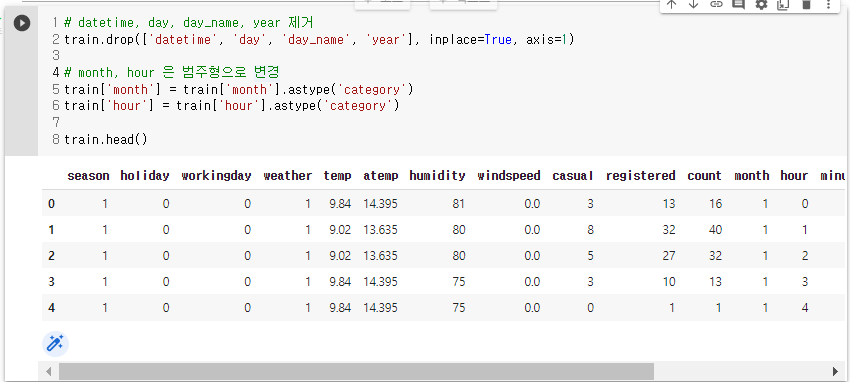 1 # datetime, day, day_name, year 제거
2 train.drop(['datetime', 'day', 'day_name', 'year'], inplace=True, axis=1)
3
4 # month, hour 은 범주형으로 변경
5 train['month'] = train['month'].astype('category')
6 train['hour'] = train['hour'].astype('category')
7
8 train.head()
season holiday workingday weather temp atemp humidity windspeed casual registered count month hour
0 1 0 0 1 9.84 14.395 81 0.0 3 13 16 1 0
1 1 0 0 1 9.02 13.635 80 0.0 8 32 40 1 1
2 1 0 0 1 9.02 13.635 80 0.0 5 27 32 1 2
3 1 0 0 1 9.84 14.395 75 0.0 3 10 13 1 3
4 1 0 0 1 9.84 14.395 75 0.0 0 1 1 1 4